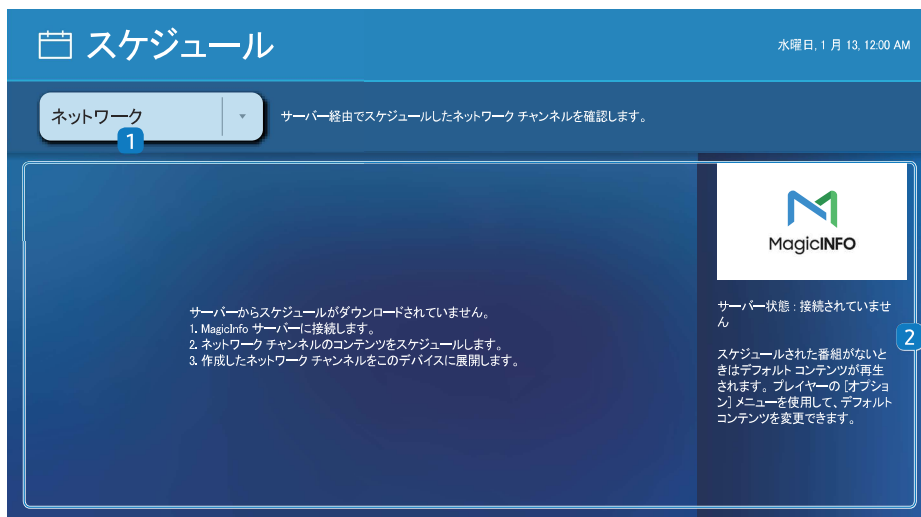 スケジュール
水曜日, 1 月 13, 12:00 AM
ネットワーク
サーバー経由でスケジュールしたネットワーク チャンネルを確認します。
1
MagicINFO
サーバーからスケジュールがダウンロードされていません。
1. MagicInfo サーバーに接続します。
2. ネットワーク チャンネルのコンテンツをスケジュールします。
3. 作成したネットワーク チャンネルをこのデバイスに展開します。
サーバー状態 : 接続されていませ
ん
2
スケジュールされた番組がないと
きはデフォルト コンテンツが再生
されます。プレイヤーの [オプショ
ン] メニューを使用して、デフォルト
コンテンツを変更できます。